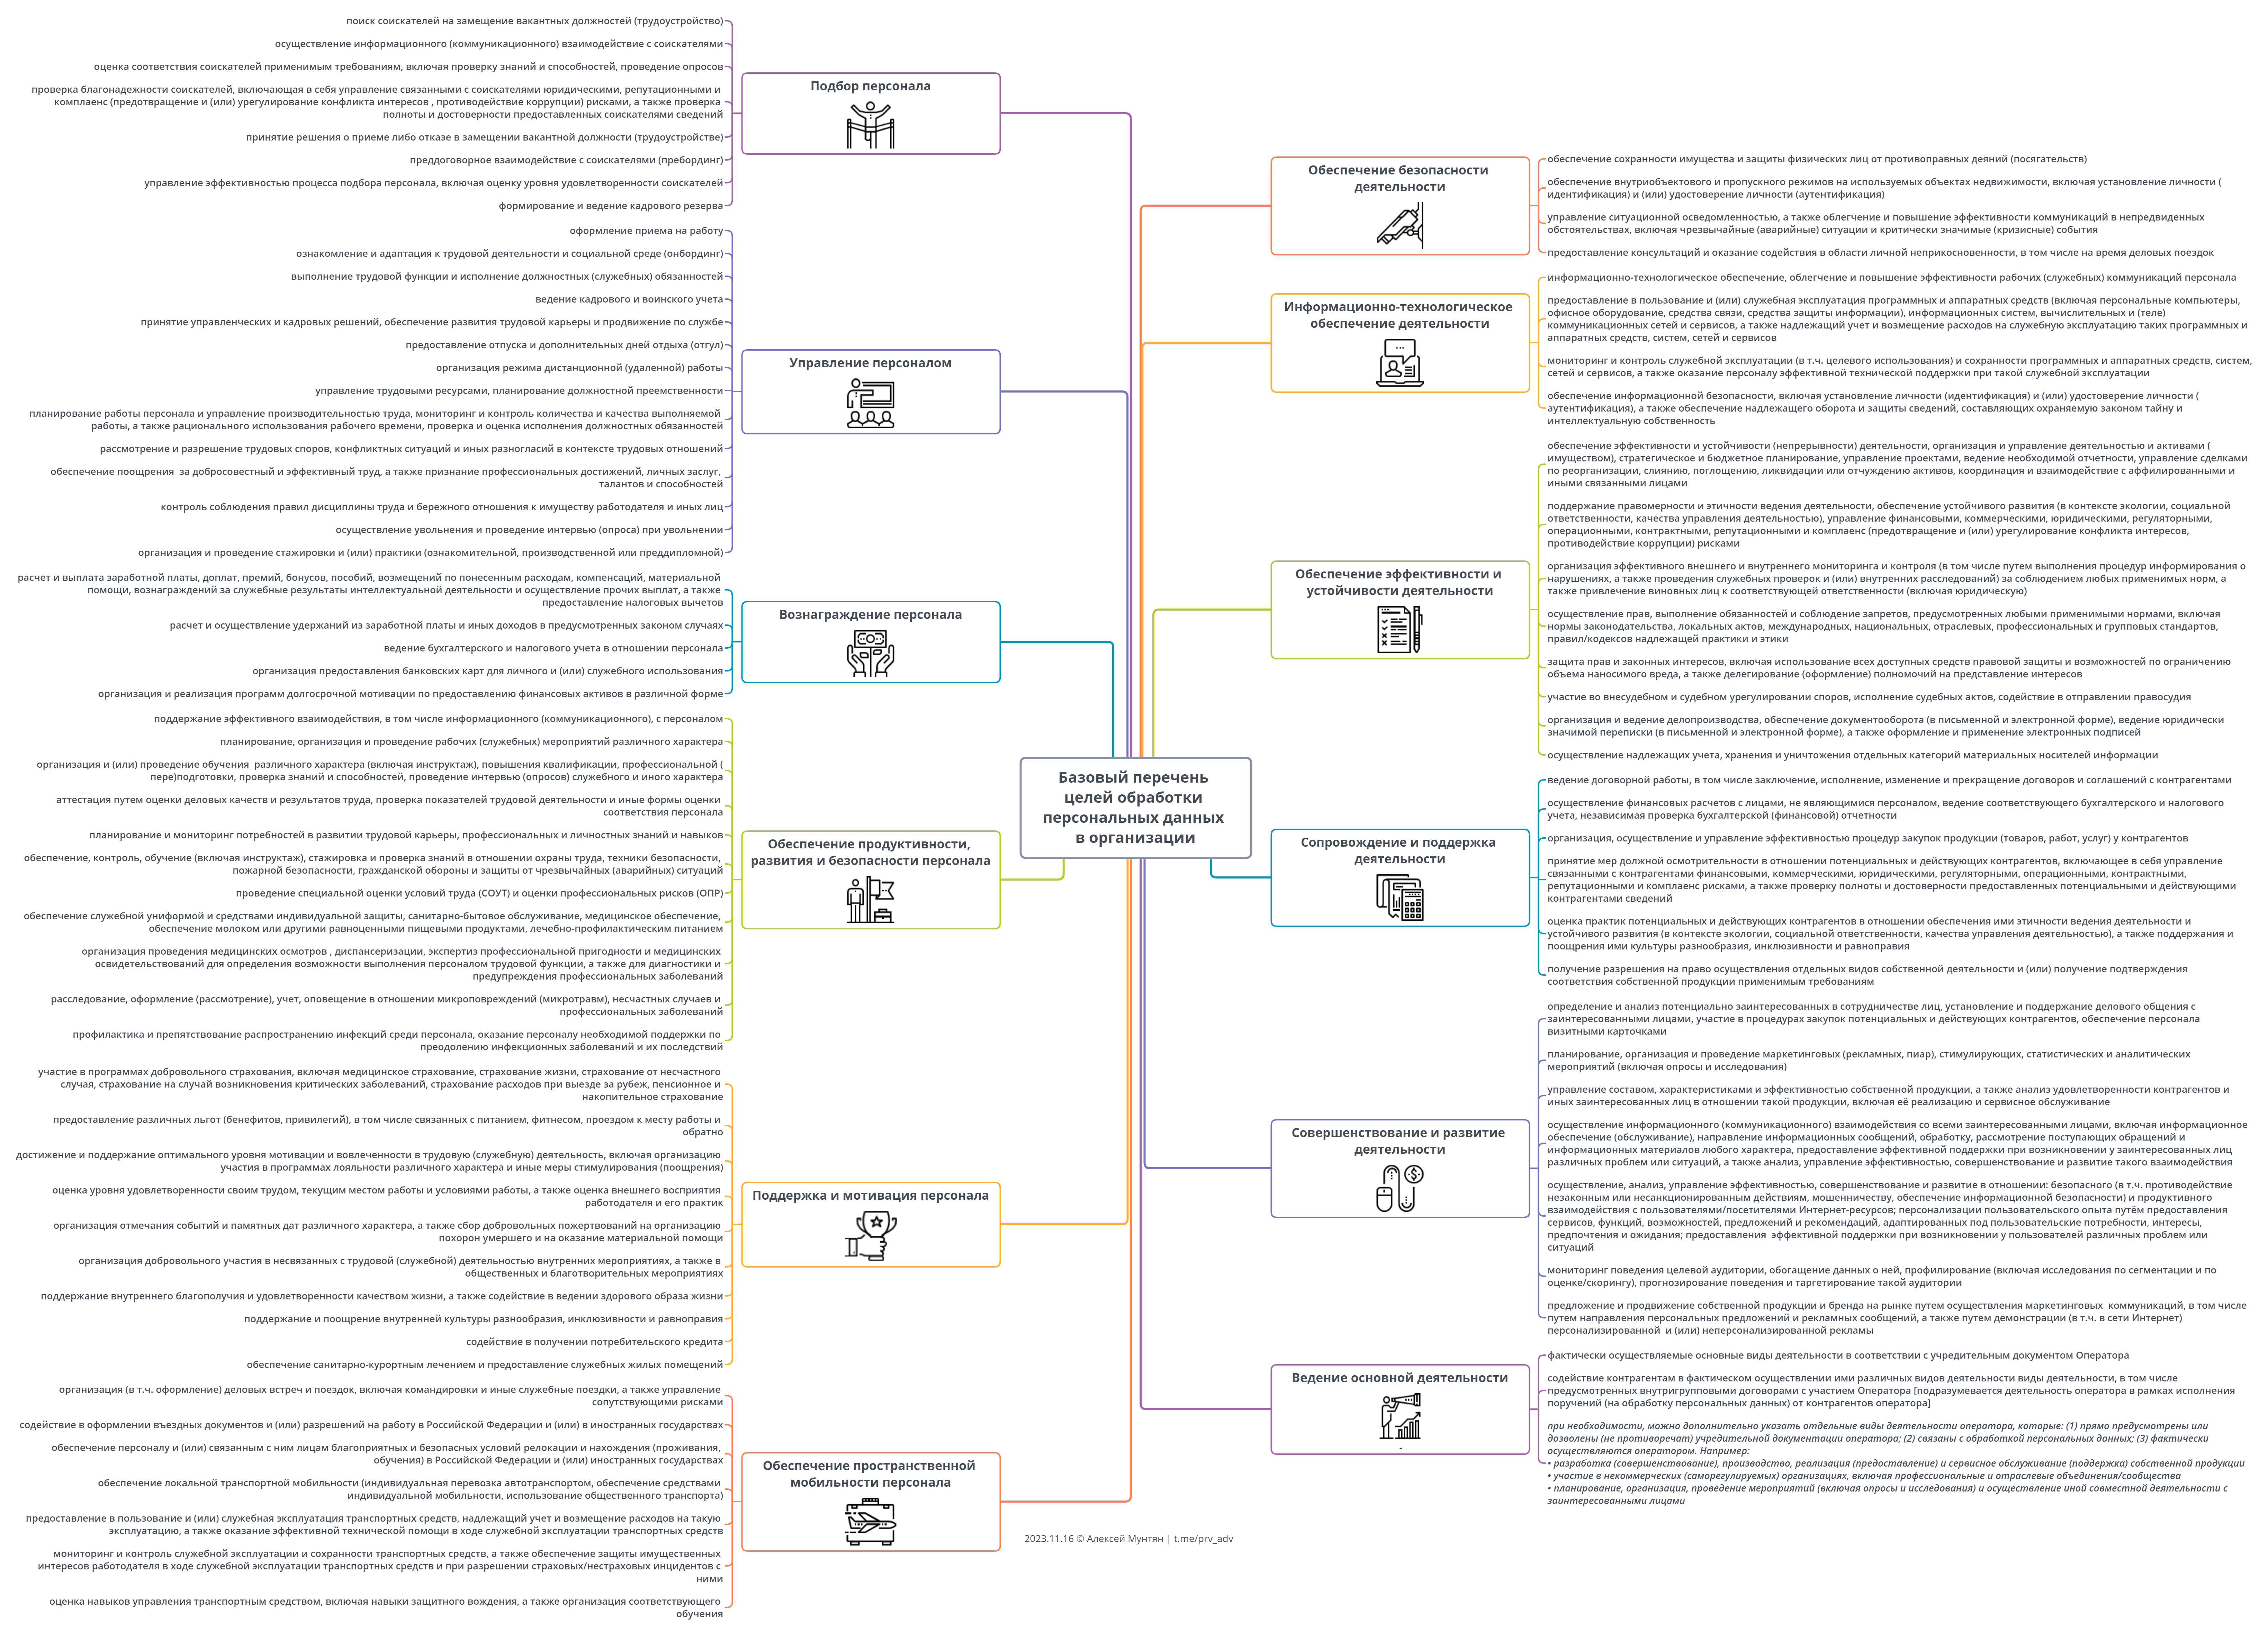 поиск соискателей на замещение вакантных должностей (трудоустройство)
осуществление информационного (коммуникационного) взаимодействие с соискателями
оценка соответствия соискателей применимым требованиям, включая проверку знаний и способностей, проведение опросов
проверка благонадежности соискателей, включающая в себя управление связанными с соискателями юридическими, репутационными и
комплаенс (предотвращение и (или) урегулирование конфликта интересов , противодействие коррупции) рисками, а также проверка
полноты и достоверности предоставленных соискателями сведений
принятие решения о приеме либо отказе в замещении вакантной должности (трудоустройстве)
преддоговорное взаимодействие с соискателями (пребординг)
управление эффективностью процесса подбора персонала, включая оценку уровня удовлетворенности соискателей
формирование и ведение кадрового резерва
Подбор персонала
оформление приема на работу
ознакомление и адаптация к трудовой деятельности и социальной среде (онбординг)
выполнение трудовой функции и исполнение должностных (служебных) обязанностей
ведение кадрового и воинского учета
принятие управленческих и кадровых решений, обеспечение развития трудовой карьеры и продвижение по службе
предоставление отпуска и дополнительных дней отдыха (отгул)
организация режима дистанционной (удаленной) работы
управление трудовыми ресурсами, планирование должностной преемственности
планирование работы персонала и управление производительностью труда, мониторинг и контроль количества и качества выполняемой
работы, а также рационального использования рабочего времени, проверка и оценка исполнения должностных обязанностей
рассмотрение и разрешение трудовых споров, конфликтных ситуаций и иных разногласий в контексте трудовых отношений
обеспечение поощрения за добросовестный и эффективный труд, а также признание профессиональных достижений, личных заслуг,
талантов и способностей
контроль соблюдения правил дисциплины труда и бережного отношения к имуществу работодателя и иных лиц
осуществление увольнения и проведение интервью (опроса) при увольнении
организация и проведение стажировки и (или) практики (ознакомительной, производственной или преддипломной)
Управление персоналом
расчет и выплата заработной платы, доплат, премий, бонусов, пособий, возмещений по понесенным расходам, компенсаций, материальной
помощи, вознаграждений за служебные результаты интеллектуальной деятельности и осуществление прочих выплат, а также
предоставление налоговых вычетов
расчет и осуществление удержаний из заработной платы и иных доходов в предусмотренных законом случаях
ведение бухгалтерского и налогового учета в отношении персонала
организация предоставления банковских карт для личного и (или) служебного использования
организация и реализация программ долгосрочной мотивации по предоставлению финансовых активов в различной форме
Вознаграждение персонала
поддержание эффективного взаимодействия, в том числе информационного (коммуникационного), с персоналом
планирование, организация и проведение рабочих (служебных) мероприятий различного характера
организация и (или) проведение обучения различного характера (включая инструктаж), повышения квалификации, профессиональной (
пере)подготовки, проверка знаний и способностей, проведение интервью (опросов) служебного и иного характера
аттестация путем оценки деловых качеств и результатов труда, проверка показателей трудовой деятельности и иные формы оценки
соответствия персонала
планирование и мониторинг потребностей в развитии трудовой карьеры, профессиональных и личностных знаний и навыков
обеспечение, контроль, обучение (включая инструктаж), стажировка и проверка знаний в отношении охраны труда, техники безопасности,
пожарной безопасности, гражданской обороны и защиты от чрезвычайных (аварийных) ситуаций
проведение специальной оценки условий труда (СОУТ) и оценки профессиональных рисков (ОПР)
обеспечение служебной униформой и средствами индивидуальной защиты, санитарно-бытовое обслуживание, медицинское обеспечение,
обеспечение молоком или другими равноценными пищевыми продуктами, лечебно-профилактическим питанием
организация проведения медицинских осмотров , диспансеризации, экспертиз профессиональной пригодности и медицинских
освидетельствований для определения возможности выполнения персоналом трудовой функции, а также для диагностики и
предупреждения профессиональных заболеваний
расследование, оформление (рассмотрение), учет, оповещение в отношении микроповреждений (микротравм), несчастных случаев и
профессиональных заболеваний
профилактика и препятствование распространению инфекций среди персонала, оказание персоналу необходимой поддержки по
преодолению инфекционных заболеваний и их последствий
Обеспечение продуктивности,
развития и безопасности персонала
участие в программах добровольного страхования, включая медицинское страхование, страхование жизни, страхование от несчастного
случая, страхование на случай возникновения критических заболеваний, страхование расходов при выезде за рубеж, пенсионное и
накопительное страхование
предоставление различных льгот (бенефитов, привилегий), в том числе связанных с питанием, фитнесом, проездом к месту работы и
обратно
достижение и поддержание оптимального уровня мотивации и вовлеченности в трудовую (служебную) деятельность, включая организацию
участия в программах лояльности различного характера и иные меры стимулирования (поощрения)
оценка уровня удовлетворенности своим трудом, текущим местом работы и условиями работы, а также оценка внешнего восприятия
работодателя и его практик
организация отмечания событий и памятных дат различного характера, а также сбор добровольных пожертвований на организацию
похорон умершего и на оказание материальной помощи
организация добровольного участия в несвязанных с трудовой (служебной) деятельностью внутренних мероприятиях, а также в
общественных и благотворительных мероприятиях
поддержание внутреннего благополучия и удовлетворенности качеством жизни, а также содействие в ведении здорового образа жизни
поддержание и поощрение внутренней культуры разнообразия, инклюзивности и равноправия
содействие в получении потребительского кредита
обеспечение санитарно-курортным лечением и предоставление служебных жилых помещений
Поддержка и мотивация персонала
организация (в т.ч. оформление) деловых встреч и поездок, включая командировки и иные служебные поездки, а также управление
сопутствующими рисками
содействие в оформлении въездных документов и (или) разрешений на работу в Российской Федерации и (или) в иностранных государствах
обеспечение персоналу и (или) связанным с ним лицам благоприятных и безопасных условий релокации и нахождения (проживания,
обучения) в Российской Федерации и (или) иностранных государствах
обеспечение локальной транспортной мобильности (индивидуальная перевозка автотранспортом, обеспечение средствами
индивидуальной мобильности, использование общественного транспорта)
предоставление в пользование и (или) служебная эксплуатация транспортных средств, надлежащий учет и возмещение расходов на такую
эксплуатацию, а также оказание эффективной технической помощи в ходе служебной эксплуатации транспортных средств
мониторинг и контроль служебной эксплуатации и сохранности транспортных средств, а также обеспечение защиты имущественных
интересов работодателя в ходе служебной эксплуатации транспортных средств и при разрешении страховых/нестраховых инцидентов с
ними
оценка навыков управления транспортным средством, включая навыки защитного вождения, а также организация соответствующего
обучения
Обеспечение пространственной
мобильности персонала
Базовый перечень
целей обработки
персональных данных
в организации
Обеспечение безопасности
деятельности
обеспечение сохранности имущества и защиты физических лиц от противоправных деяний (посягательств)
обеспечение внутриобъектового и пропускного режимов на используемых объектах недвижимости, включая установление личности (
идентификация) и (или) удостоверение личности (аутентификация)
управление ситуационной осведомленностью, а также облегчение и повышение эффективности коммуникаций в непредвиденных
обстоятельствах, включая чрезвычайные (аварийные) ситуации и критически значимые (кризисные) события
предоставление консультаций и оказание содействия в области личной неприкосновенности, в том числе на время деловых поездок
Информационно-технологическое
обеспечение деятельности
информационно-технологическое обеспечение, облегчение и повышение эффективности рабочих (служебных) коммуникаций персонала
предоставление в пользование и (или) служебная эксплуатация программных и аппаратных средств (включая персональные компьютеры,
офисное оборудование, средства связи, средства защиты информации), информационных систем, вычислительных и (теле)
коммуникационных сетей и сервисов, а также надлежащий учет и возмещение расходов на служебную эксплуатацию таких программных и
аппаратных средств, систем, сетей и сервисов
мониторинг и контроль служебной эксплуатации (в т.ч. целевого использования) и сохранности программных и аппаратных средств, систем,
сетей и сервисов, а также оказание персоналу эффективной технической поддержки при такой служебной эксплуатации
обеспечение информационной безопасности, включая установление личности (идентификация) и (или) удостоверение личности (
аутентификация), а также обеспечение надлежащего оборота и защиты сведений, составляющих охраняемую законом тайну и
интеллектуальную собственность
Обеспечение эффективности и
устойчивости деятельности
обеспечение эффективности и устойчивости (непрерывности) деятельности, организация и управление деятельностью и активами (
имуществом), стратегическое и бюджетное планирование, управление проектами, ведение необходимой отчетности, управление сделками
по реорганизации, слиянию, поглощению, ликвидации или отчуждению активов, координация и взаимодействие с аффилированными и
иными связанными лицами
поддержание правомерности и этичности ведения деятельности, обеспечение устойчивого развития (в контексте экологии, социальной
ответственности, качества управления деятельностью), управление финансовыми, коммерческими, юридическими, регуляторными,
операционными, контрактными, репутационными и комплаенс (предотвращение и (или) урегулирование конфликта интересов,
противодействие коррупции) рисками
организация эффективного внешнего и внутреннего мониторинга и контроля (в том числе путем выполнения процедур информирования о
нарушениях, а также проведения служебных проверок и (или) внутренних расследований) за соблюдением любых применимых норм, а
также привлечение виновных лиц к соответствующей ответственности (включая юридическую)
осуществление прав, выполнение обязанностей и соблюдение запретов, предусмотренных любыми применимыми нормами, включая
нормы законодательства, локальных актов, международных, национальных, отраслевых, профессиональных и групповых стандартов,
правил/кодексов надлежащей практики и этики
защита прав и законных интересов, включая использование всех доступных средств правовой защиты и возможностей по ограничению
объема наносимого вреда, а также делегирование (оформление) полномочий на представление интересов
участие во внесудебном и судебном урегулировании споров, исполнение судебных актов, содействие в отправлении правосудия
организация и ведение делопроизводства, обеспечение документооборота (в письменной и электронной форме), ведение юридически
значимой переписки (в письменной и электронной форме), а также оформление и применение электронных подписей
осуществление надлежащих учета, хранения и уничтожения отдельных категорий материальных носителей информации
Сопровождение и поддержка
деятельности
ведение договорной работы, в том числе заключение, исполнение, изменение и прекращение договоров и соглашений с контрагентами
осуществление финансовых расчетов с лицами, не являющимися персоналом, ведение соответствующего бухгалтерского и налогового
учета, независимая проверка бухгалтерской (финансовой) отчетности
организация, осуществление и управление эффективностью процедур закупок продукции (товаров, работ, услуг) у контрагентов
принятие мер должной осмотрительности в отношении потенциальных и действующих контрагентов, включающее в себя управление
связанными с контрагентами финансовыми, коммерческими, юридическими, регуляторными, операционными, контрактными,
репутационными и комплаенс рисками, а также проверку полноты и достоверности предоставленных потенциальными и действующими
контрагентами сведений
оценка практик потенциальных и действующих контрагентов в отношении обеспечения ими этичности ведения деятельности и
устойчивого развития (в контексте экологии, социальной ответственности, качества управления деятельностью), а также поддержания и
поощрения ими культуры разнообразия, инклюзивности и равноправия
получение разрешения на право осуществления отдельных видов собственной деятельности и (или) получение подтверждения
соответствия собственной продукции применимым требованиям
Совершенствование и развитие
деятельности
определение и анализ потенциально заинтересованных в сотрудничестве лиц, установление и поддержание делового общения с
заинтересованными лицами, участие в процедурах закупок потенциальных и действующих контрагентов, обеспечение персонала
визитными карточками
планирование, организация и проведение маркетинговых (рекламных, пиар), стимулирующих, статистических и аналитических
мероприятий (включая опросы и исследования)
управление составом, характеристиками и эффективностью собственной продукции, а также анализ удовлетворенности контрагентов и
иных заинтересованных лиц в отношении такой продукции, включая её реализацию и сервисное обслуживание
осуществление информационного (коммуникационного) взаимодействия со всеми заинтересованными лицами, включая информационное
обеспечение (обслуживание), направление информационных сообщений, обработку, рассмотрение поступающих обращений и
информационных материалов любого характера, предоставление эффективной поддержки при возникновении у заинтересованных лиц
различных проблем или ситуаций, а также анализ, управление эффективностью, совершенствование и развитие такого взаимодействия
осуществление, анализ, управление эффективностью, совершенствование и развитие в отношении: безопасного (в т.ч. противодействие
незаконным или несанкционированным действиям, мошенничеству, обеспечение информационной безопасности) и продуктивного
взаимодействия с пользователями/посетителями Интернет-ресурсов; персонализации пользовательского опыта путём предоставления
сервисов, функций, возможностей, предложений и рекомендаций, адаптированных под пользовательские потребности, интересы,
предпочтения и ожидания; предоставления эффективной поддержки при возникновении у пользователей различных проблем или
ситуаций
мониторинг поведения целевой аудитории, обогащение данных о ней, профилирование (включая исследования по сегментации и по
оценке/скорингу), прогнозирование поведения и таргетирование такой аудитории
предложение и продвижение собственной продукции и бренда на рынке путем осуществления маркетинговых коммуникаций, в том числе
путем направления персональных предложений и рекламных сообщений, а также путем демонстрации (в т.ч. в сети Интернет)
персонализированной и (или) неперсонализированной рекламы
Ведение основной деятельности
фактически осуществляемые основные виды деятельности в соответствии с учредительным документом Оператора
содействие контрагентам в фактическом осуществлении ими различных видов деятельности виды деятельности, в том числе
предусмотренных внутригрупповыми договорами с участием Оператора [подразумевается деятельность оператора в рамках исполнения
поручений (на обработку персональных данных) от контрагентов оператора]
при необходимости, можно дополнительно указать отдельные виды деятельности оператора, которые: (1) прямо предусмотрены или
дозволены (не противоречат) учредительной документации оператора; (2) связаны с обработкой персональных данных; (3) фактически
осуществляются оператором. Например:
• разработка (совершенствование), производство, реализация (предоставление) и сервисное обслуживание (поддержка) собственной продукции
• участие в некоммерческих (саморегулируемых) организациях, включая профессиональные и отраслевые объединения/сообщества
• планирование, организация, проведение мероприятий (включая опросы и исследования) и осуществление иной совместной деятельности с
заинтересованными лицами
2023.11.16 © Алексей Мунтян | t.me/prv_adv